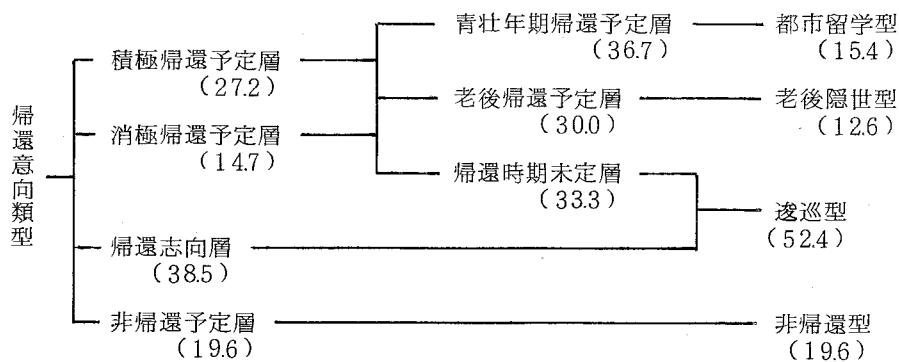 帰還意向類型
積極帰還予定層
(27.2)
消極帰還予定層
(14.7)
帰還志向層
(38.5)
非帰還予定層
(19.6)
青壮年期帰還予定層
(36.7)
老後帰還予定層
(30.0)
帰還時期未定層
(33.3)
都市留学型
(15.4)
老後隠世型
(12.6)
逡巡型
(52.4)
非帰還型
(19.6)